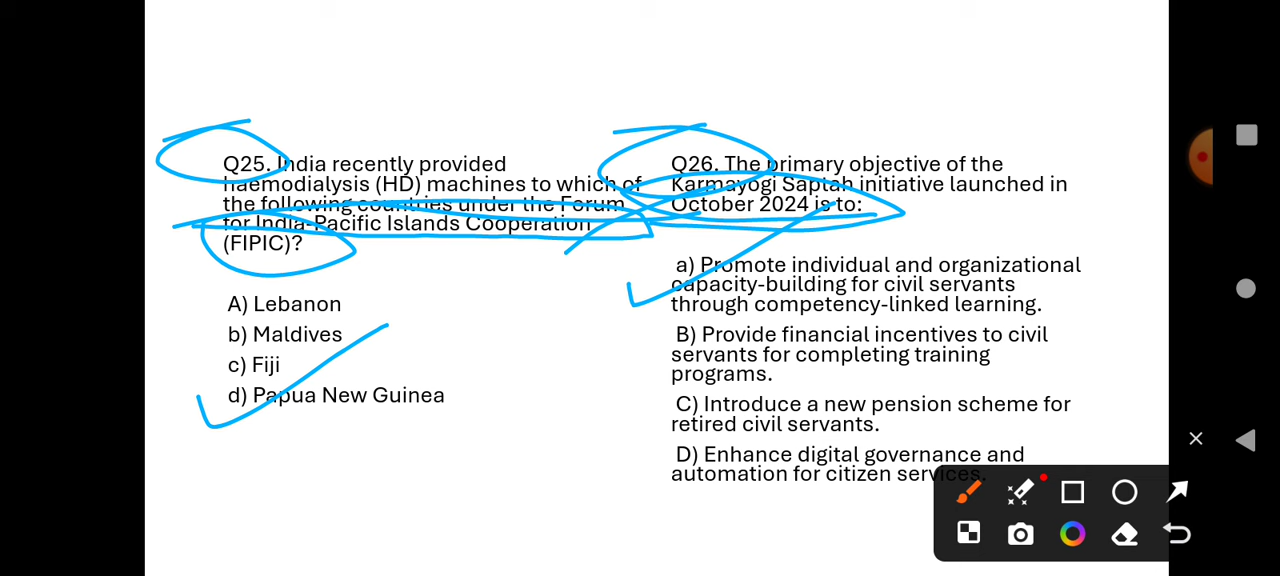 Q25. India recently provided
haemodialysis (HD) machines to which of
the following countries under the Forum
for India-Pacific Islands Cooperation
(FIPIC)?
A) Lebanon
b) Maldives
c) Fiji
d) Papua New Guinea
Q26. The primary objective of the
Karmayogi Saptah initiative launched in
October 2024 is to:
a) Promote individual and organizational
capacity-building for civil servants
through competency-linked learning.
B) Provide financial incentives to civil
servants for completing training
programs.
C) Introduce a new pension scheme for
retired civil servants.
D) Enhance digital governance and
automation for citizen services.